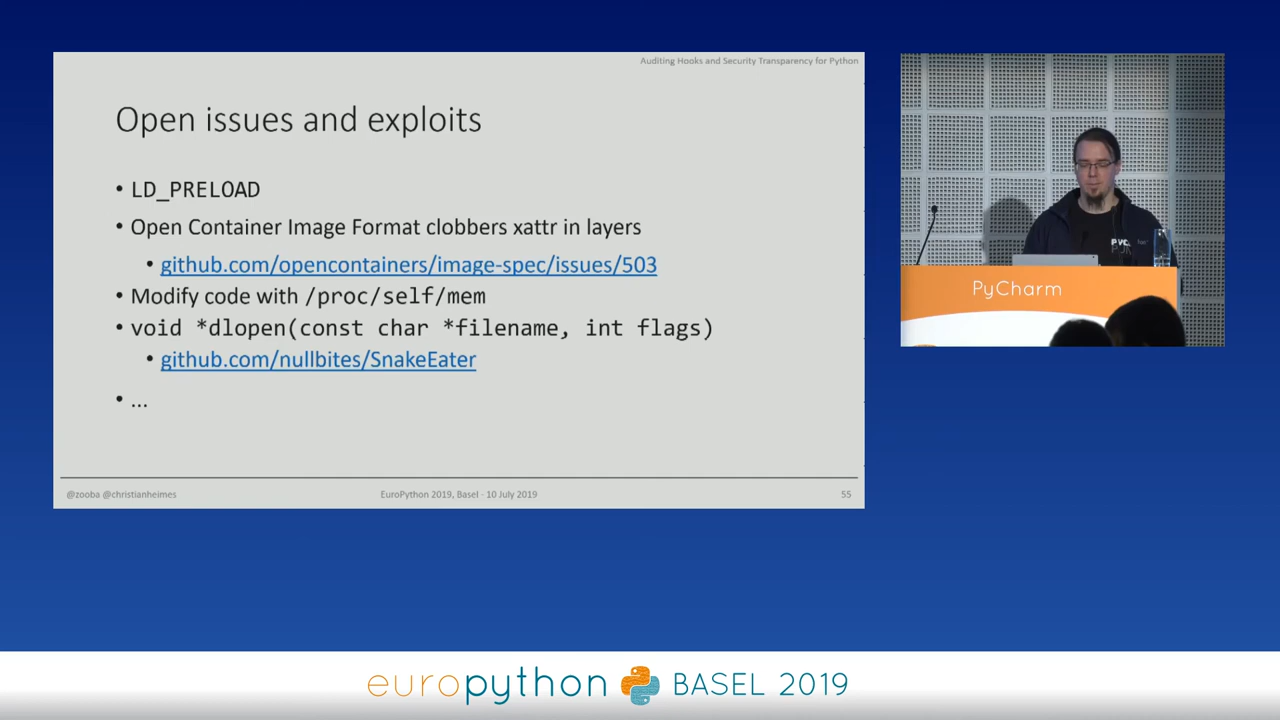 Auditing Hooks and Security Transparency for Python
Open issues and exploits
• LD_PRELOAD
• Open Container Image Format clobbers xattr in layers
• github.com/opencontainers/image-spec/issues/503
• Modify code with /proc/self/mem
• void *dlopen(const char *filename, int flags)
• github.com/nullbites/SnakeEater
• ...
@zooba @christianheimes
EuroPython 2019, Basel - 10 July 2019
55
PyCharm
europython BASEL 2019